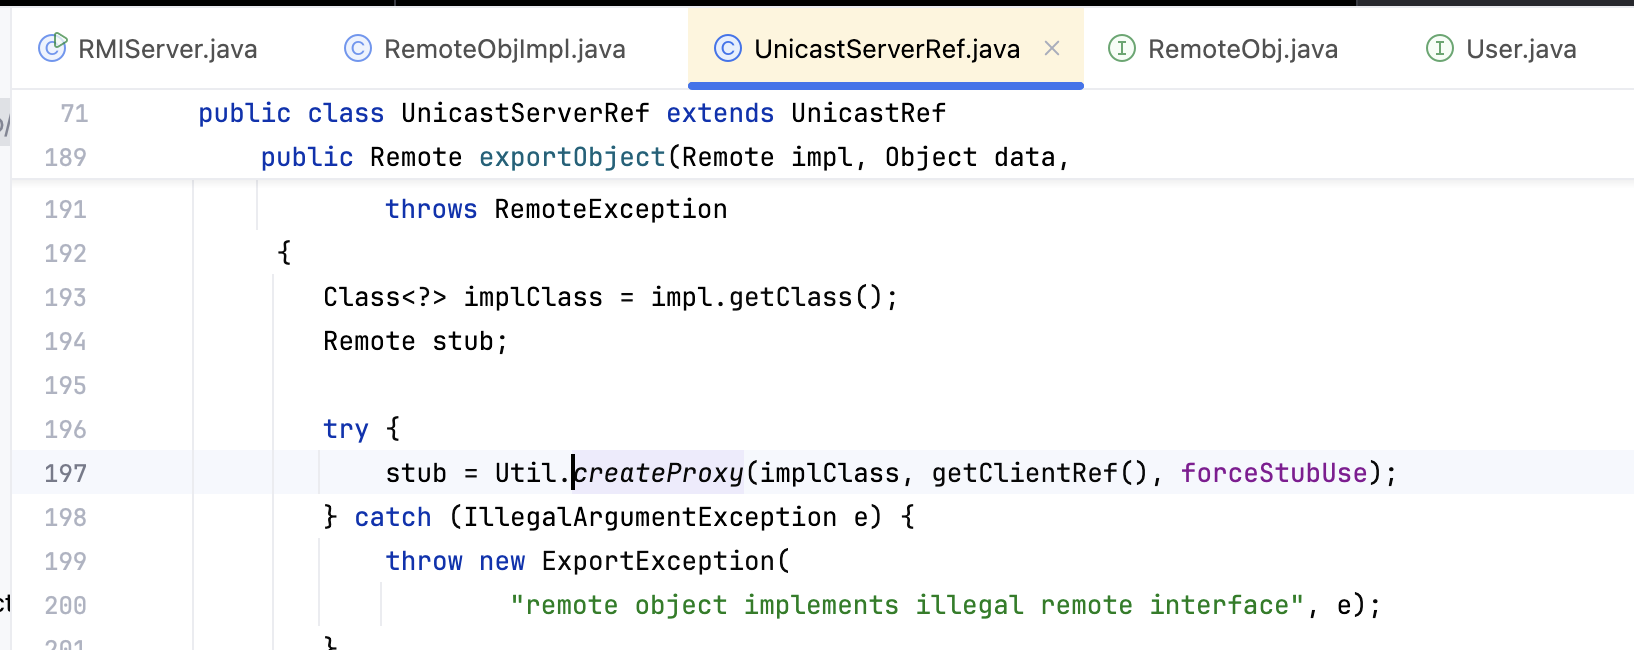 RMIServer.java RemoteObjImpl.java UnicastServerRef.java RemoteObj.java User.java
71 public class UnicastServerRef extends UnicastRef
189 public Remote exportObject(Remote impl, Object data,
191 throws RemoteException
192 {
193 Class<?> implClass = impl.getClass();
194 Remote stub;
195
196 try {
197 stub = Util.createProxy(implClass, getClientRef(), forceStubUse);
198 } catch (IllegalArgumentException e) {
199 throw new ExportException(
200 "remote object implements illegal remote interface", e);
201 }